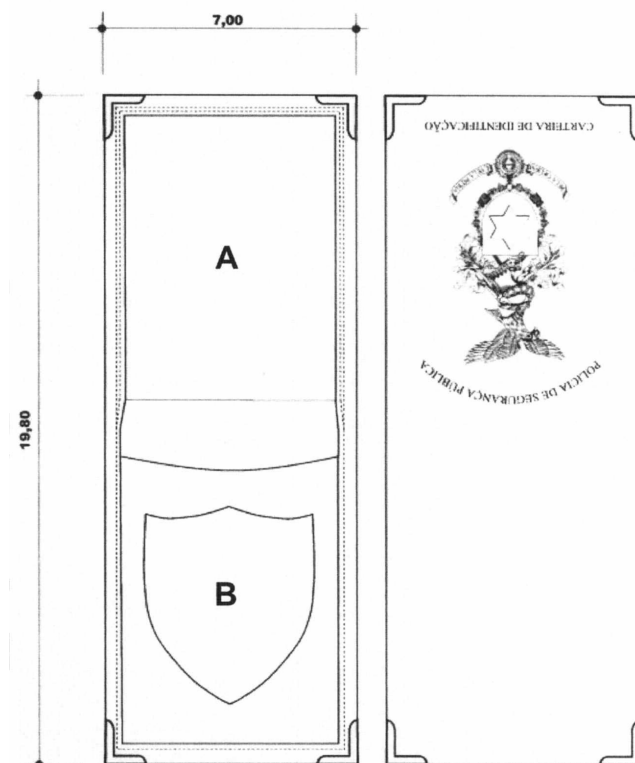 7,00
19,80
A
B
CARTEIRA DE IDENTIFICAÇÃO
POLÍCIA DE SEGURANÇA PÚBLICA